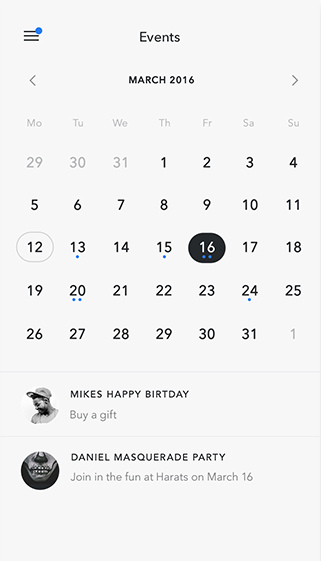 Events
MARCH 2016
Mo Tu We Th Fr Sa Su
29 30 31 1 2 3 4
5 6 7 8 9 10 11
12 13 14 15 16 17 18
19 20 21 22 23 24 25
26 27 28 29 30 31 1
MIKES HAPPY BIRTDAY
Buy a gift
DANIEL MASQUERADE PARTY
Join in the fun at Harats on March 16